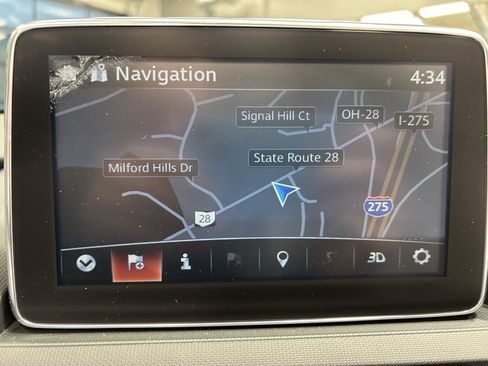 Navigation
4:34
Signal Hill Ct
OH-28
I-275
State Route 28
Milford Hills Dr
28
275
3D